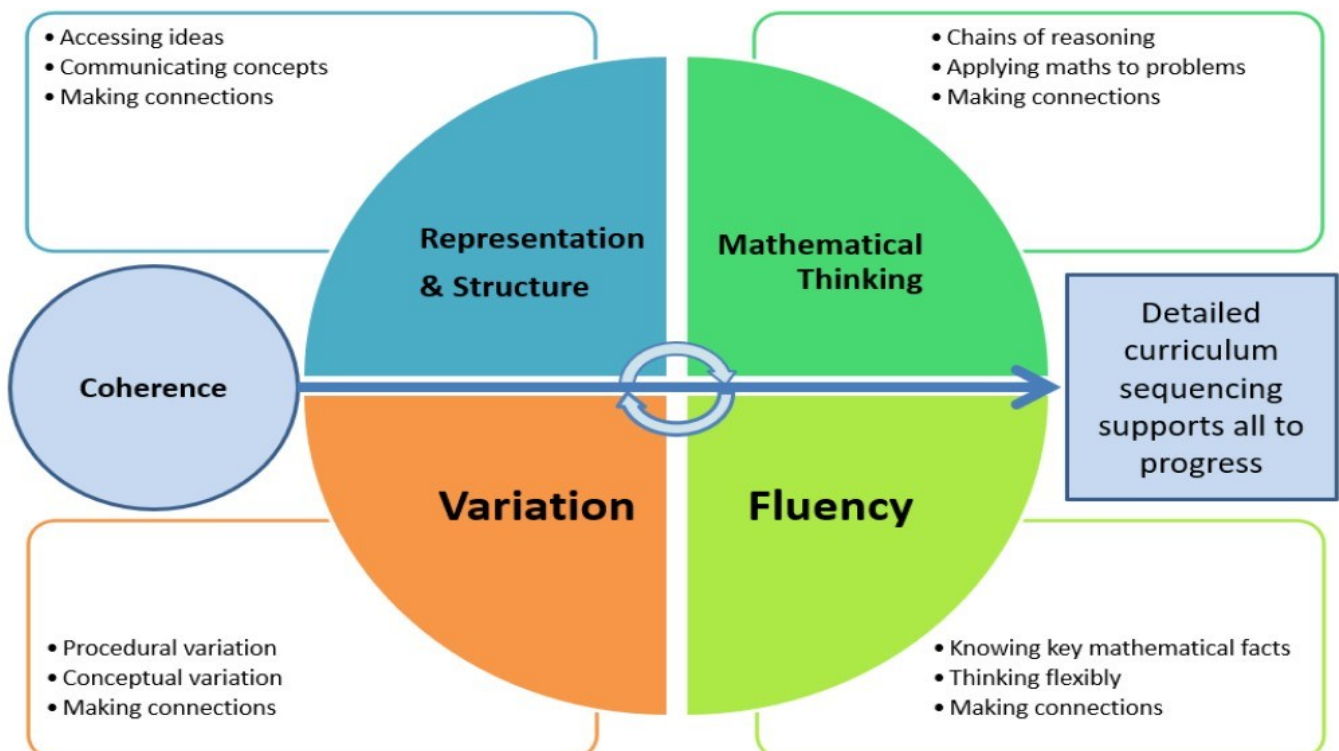 • Accessing ideas
• Communicating concepts
• Making connections
• Chains of reasoning
• Applying maths to problems
• Making connections
Representation
& Structure
Mathematical
Thinking
Coherence
Detailed
curriculum
sequencing
supports all to
progress
Variation
Fluency
• Procedural variation
• Conceptual variation
• Making connections
• Knowing key mathematical facts
• Thinking flexibly
• Making connections